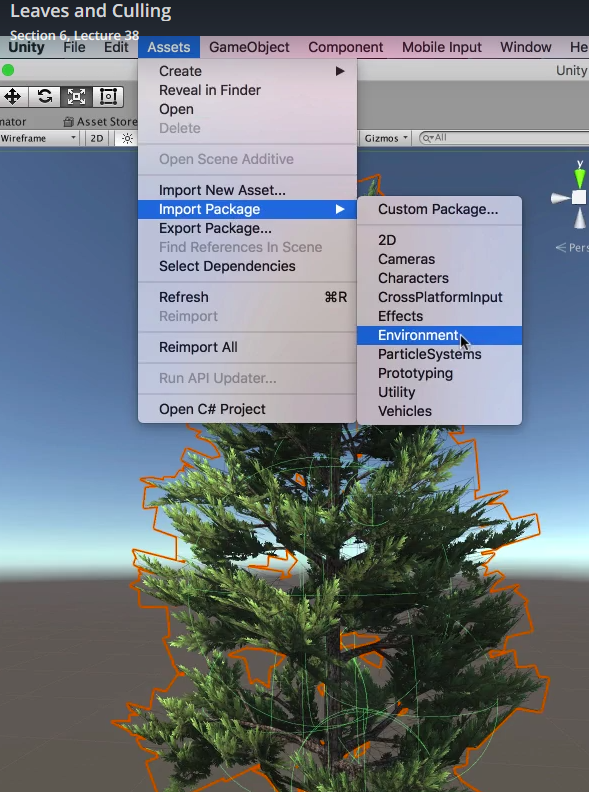 Leaves and Culling
Section 6, Lecture 38
Unity File Edit Assets GameObject Component Mobile Input Window He
Unity
mator Asset Store
Wireframe 2D Gizmos All
Create
Reveal in Finder
Open
Delete
Open Scene Additive
Import New Asset...
Import Package
Export Package...
Find References In Scene
Select Dependencies
Refresh ⌘R
Reimport
Reimport All
Run API Updater...
Open C# Project
Custom Package...
2D
Cameras
Characters
CrossPlatformInput
Effects
Environment
ParticleSystems
Prototyping
Utility
Vehicles
y
Pers